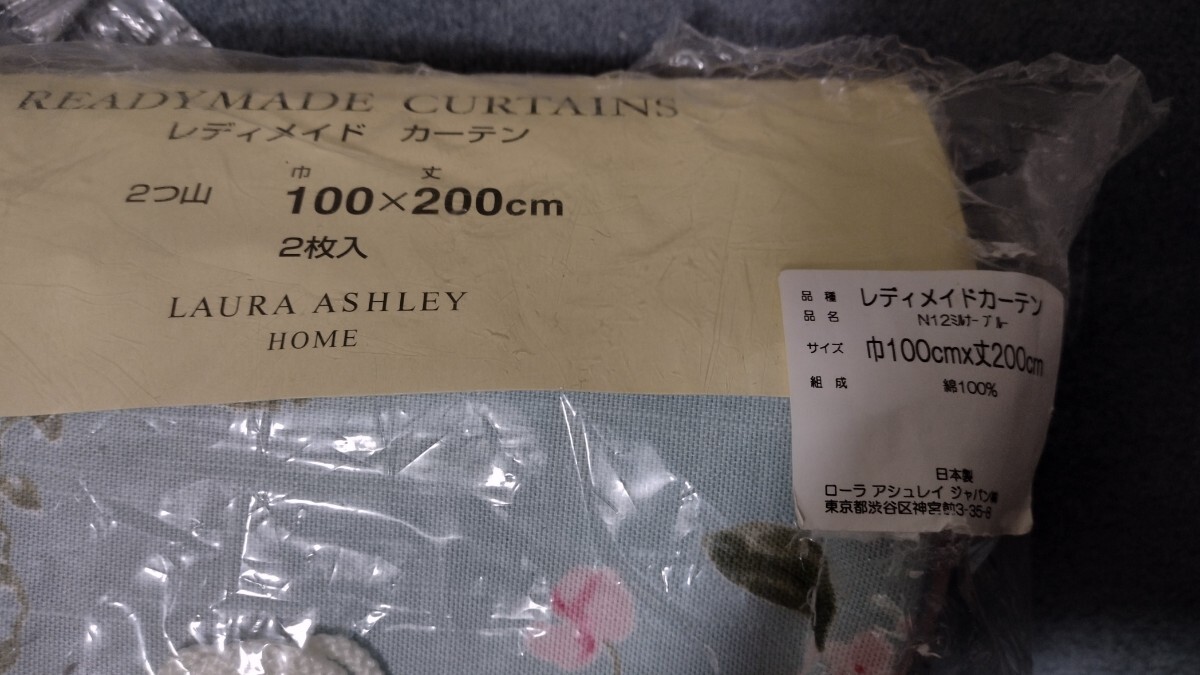 READYMADE CURTAINS
レディメイド カーテン
巾 丈
2つ山 100×200cm
2枚入
LAURA ASHLEY
HOME
品種 レディメイドカーテン
品名 N12ﾐﾙﾅｰﾌﾞﾙｰ
サイズ 巾100cmx丈200cm
組成 綿100%
日本製
ローラ アシュレイ ジャパン㈱
東京都渋谷区神宮前3-35-8